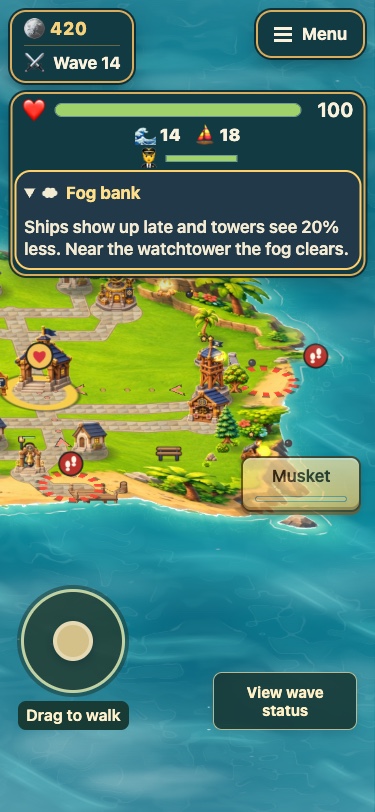 420
Menu
Wave 14
100
14 18
Fog bank
Ships show up late and towers see 20%
less. Near the watchtower the fog clears.
Musket
Drag to walk
View wave
status